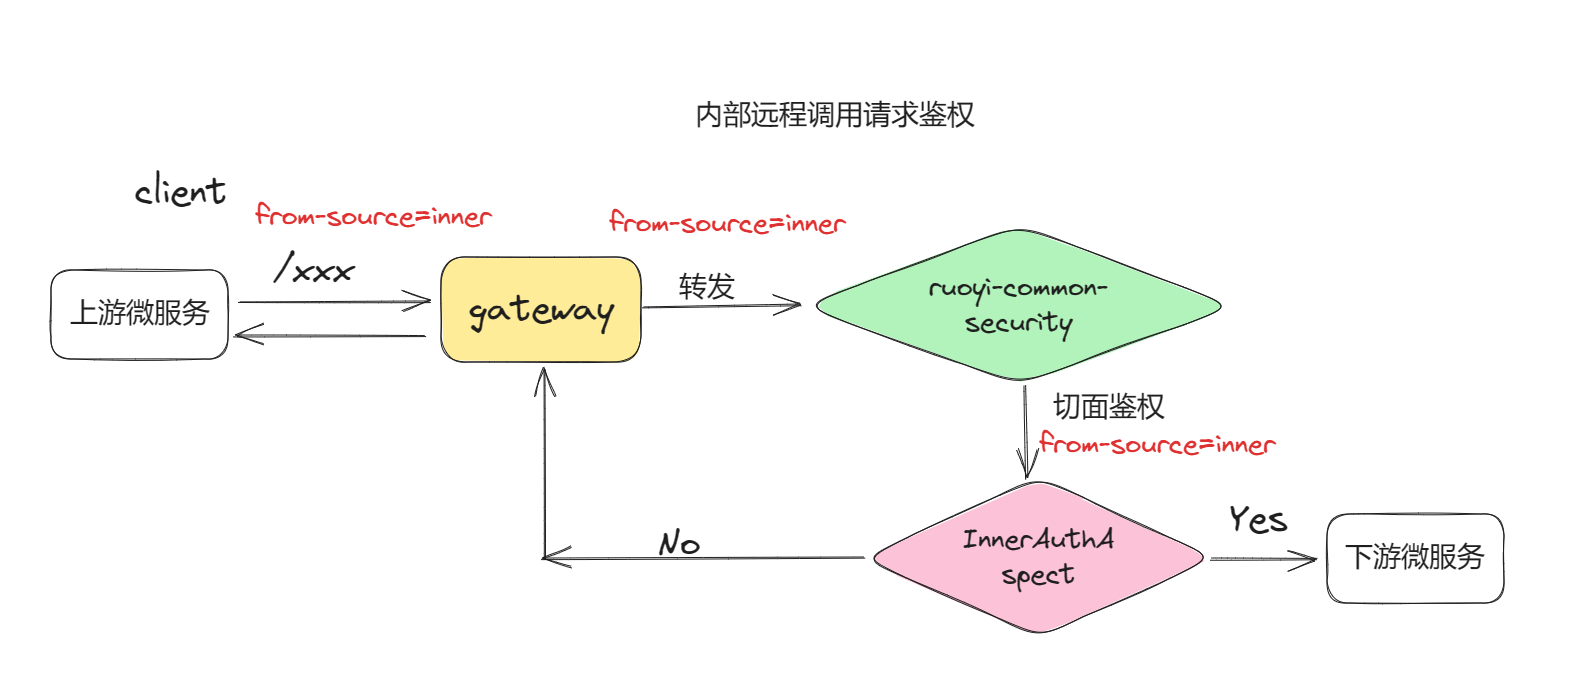 内部远程调用请求鉴权
client
from-source=inner
from-source=inner
/xxx
转发
上游微服务
gateway
ruoyi-common-
security
切面鉴权
from-source=inner
No
InnerAuthA
spect
Yes
下游微服务